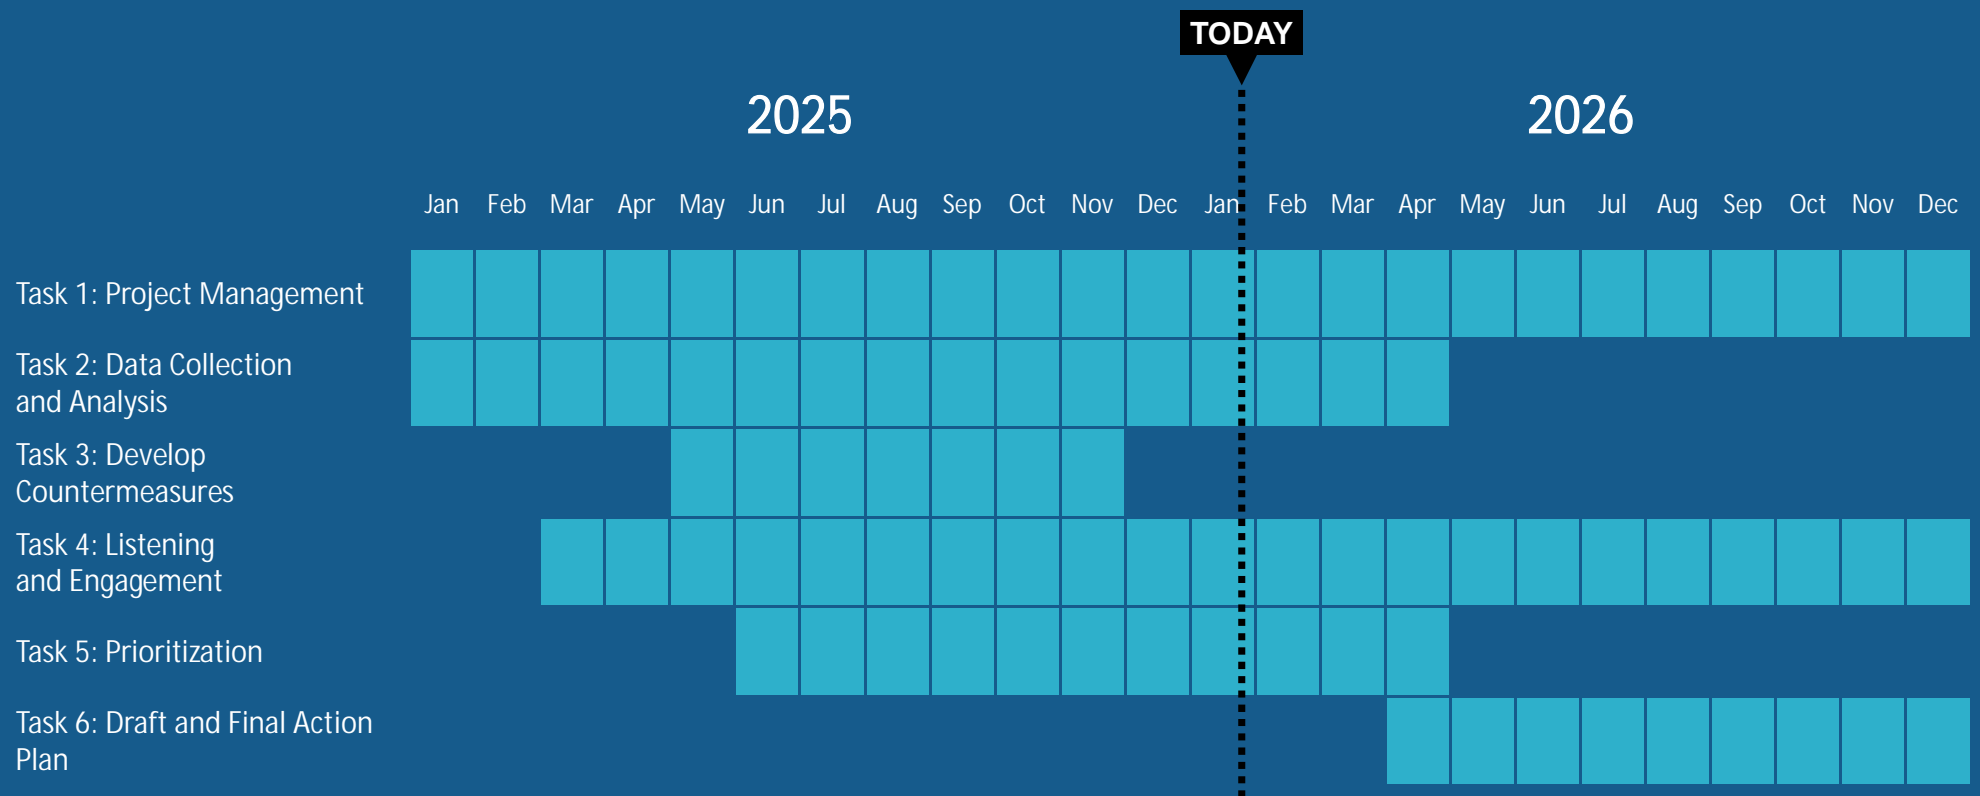 TODAY
2025 2026
Jan Feb Mar Apr May Jun Jul Aug Sep Oct Nov Dec Jan Feb Mar Apr May Jun Jul Aug Sep Oct Nov Dec
Task 1: Project Management
Task 2: Data Collection
and Analysis
Task 3: Develop
Countermeasures
Task 4: Listening
and Engagement
Task 5: Prioritization
Task 6: Draft and Final Action
Plan